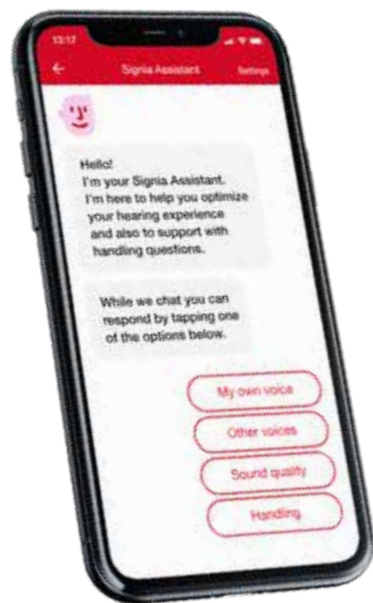 13:17
Signia Assistant Settings
Hello!
I'm your Signia Assistant.
I'm here to help you optimize
your hearing experience
and also to support with
handling questions.
While we chat you can
respond by tapping one
of the options below.
My own voice
Other voices
Sound quality
Handling